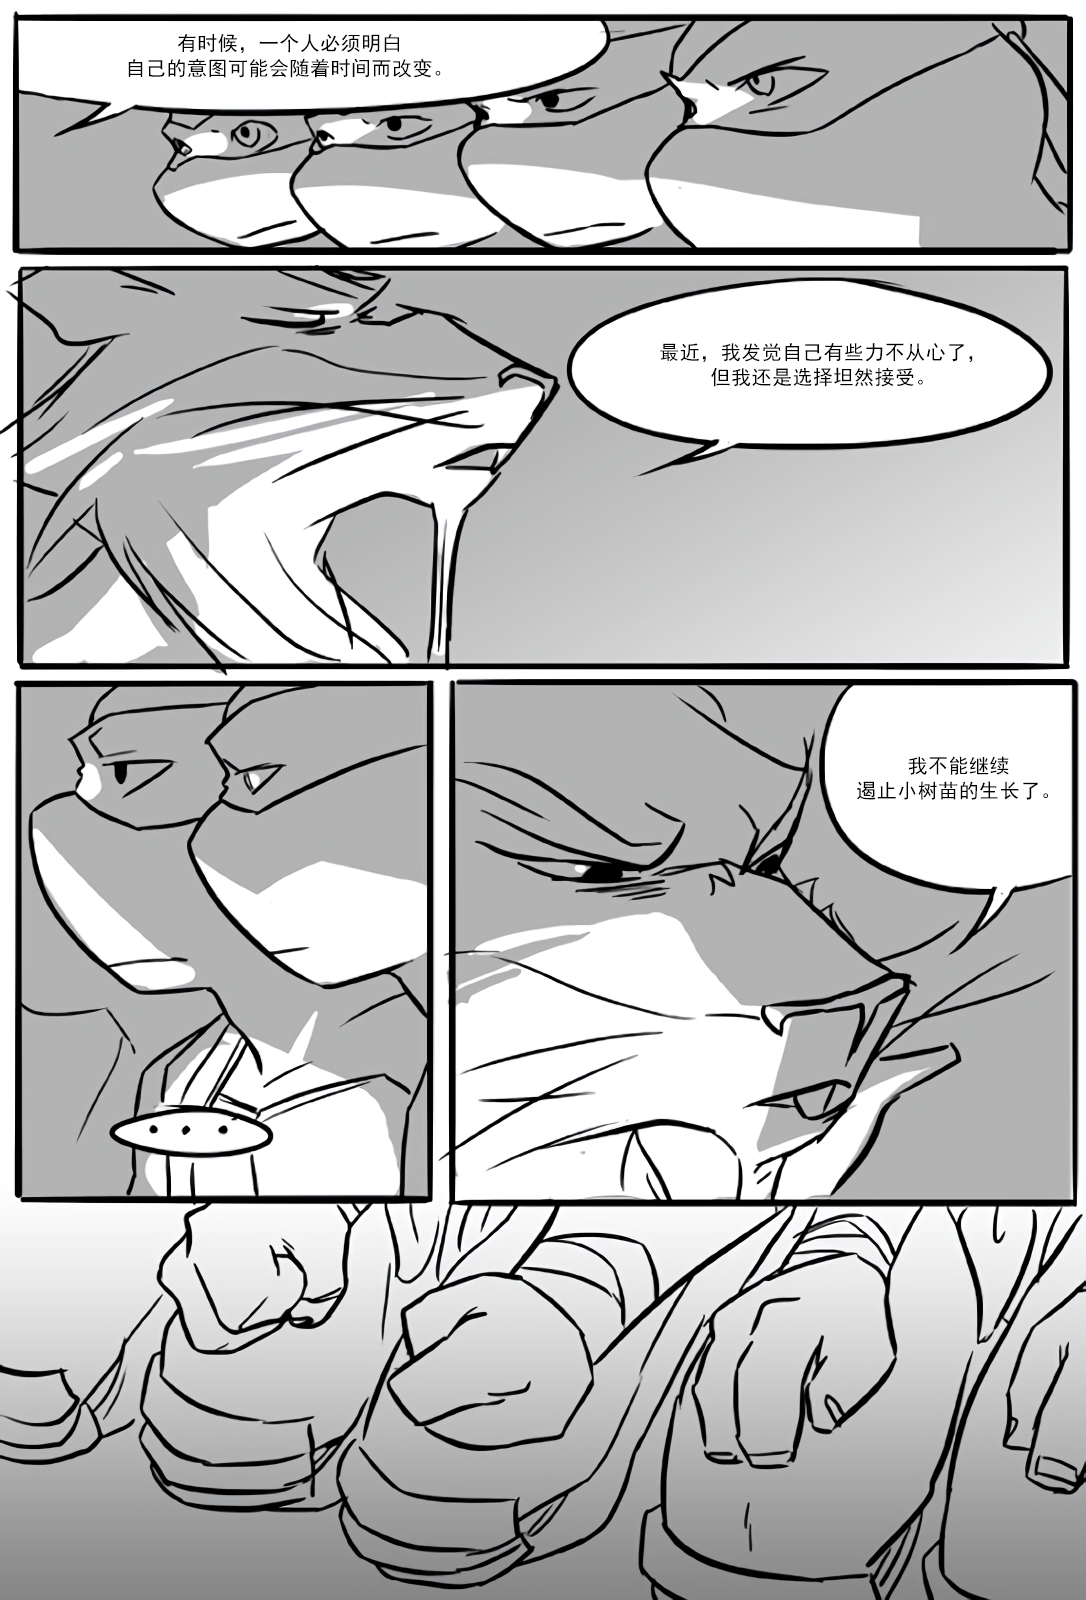 有时候，一个人必须明白
自己的意图可能会随着时间而改变。
最近，我发觉自己有些力不从心了，
但我还是选择坦然接受。
我不能继续
遏止小树苗的生长了。
...